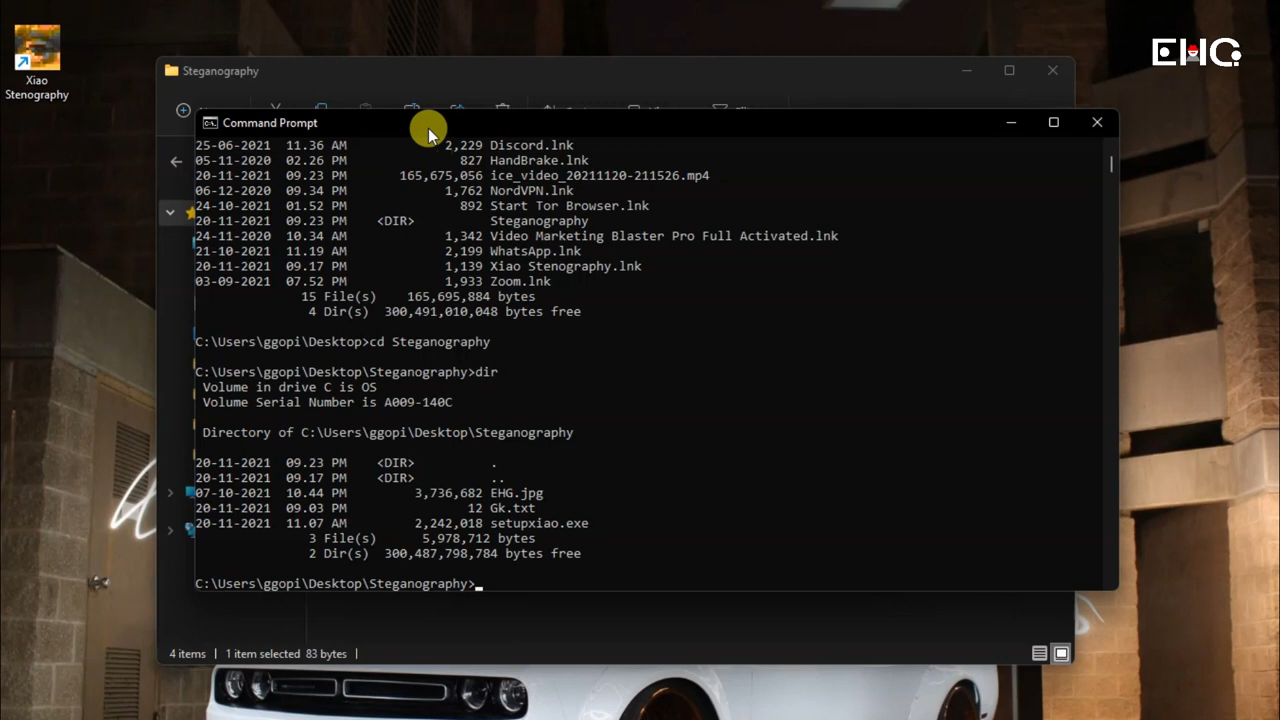 Xiao
Stenography
EHG
Steganography
Command Prompt
25-06-2021 11.36 AM 2,229 Discord.lnk
05-11-2020 02.26 PM 827 HandBrake.lnk
20-11-2021 09.23 PM 165,675,056 ice_video_20211120-211526.mp4
06-12-2020 09.34 PM 1,762 NordVPN.lnk
24-10-2021 01.52 PM 892 Start Tor Browser.lnk
20-11-2021 09.23 PM <DIR> Steganography
24-11-2020 10.34 AM 1,342 Video Marketing Blaster Pro Full Activated.lnk
21-10-2021 11.19 AM 2,199 WhatsApp.lnk
20-11-2021 09.17 PM 1,139 Xiao Stenography.lnk
03-09-2021 07.52 PM 1,933 Zoom.lnk
15 File(s) 165,695,884 bytes
4 Dir(s) 300,491,010,048 bytes free
C:\Users\ggopi\Desktop>cd Steganography
C:\Users\ggopi\Desktop\Steganography>dir
Volume in drive C is OS
Volume Serial Number is A009-140C
Directory of C:\Users\ggopi\Desktop\Steganography
20-11-2021 09.23 PM <DIR> .
20-11-2021 09.17 PM <DIR> ..
07-10-2021 10.44 PM 3,736,682 EHG.jpg
20-11-2021 09.03 PM 12 Gk.txt
20-11-2021 11.07 AM 2,242,018 setupxiao.exe
3 File(s) 5,978,712 bytes
2 Dir(s) 300,487,798,784 bytes free
C:\Users\ggopi\Desktop\Steganography>_
4 items 1 item selected 83 bytes